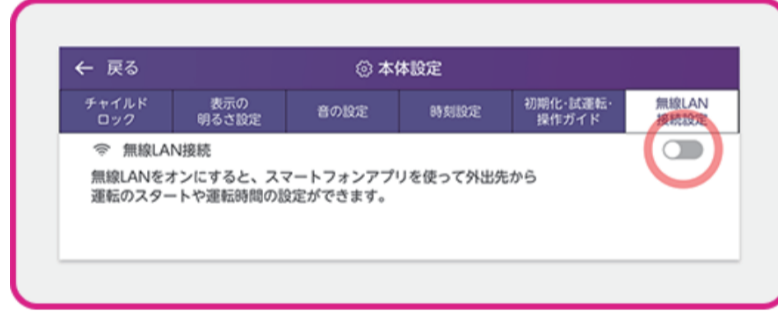 ← 戻る
本体設定
チャイルド
ロック
表示の
明るさ設定
音の設定
時刻設定
初期化・試運転・
操作ガイド
無線LAN
接続設定
無線LAN接続
無線LANをオンにすると、スマートフォンアプリを使って外出先から
運転のスタートや運転時間の設定ができます。